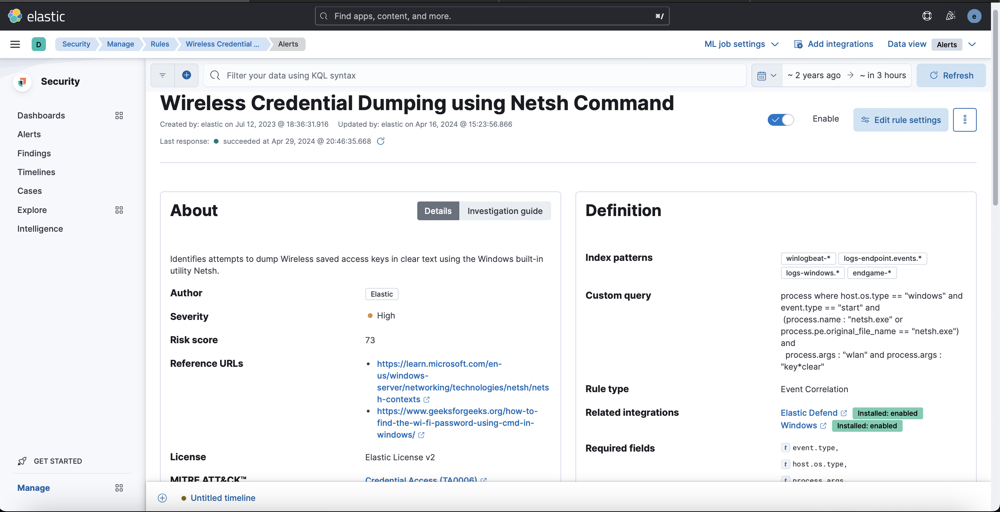 elastic
Find apps, content, and more.
⌘/
e
D
Security
Manage
Rules
Wireless Credential ...
Alerts
ML job settings
Add integrations
Data view
Alerts
Security
Dashboards
Alerts
Findings
Timelines
Cases
Explore
Intelligence
GET STARTED
Manage
Filter your data using KQL syntax
~ 2 years ago → ~ in 3 hours
Refresh
Wireless Credential Dumping using Netsh Command
Created by: elastic on Jul 12, 2023 @ 18:36:31.916 Updated by: elastic on Apr 16, 2024 @ 15:23:56.866
Last response: succeeded at Apr 29, 2024 @ 20:46:35.668
Enable
Edit rule settings
About
Details
Investigation guide
Identifies attempts to dump Wireless saved access keys in clear text using the Windows built-in
utility Netsh.
Author
Elastic
Severity
High
Risk score
73
Reference URLs
https://learn.microsoft.com/en-
us/windows-
server/networking/technologies/netsh/nets
h-contexts
https://www.geeksforgeeks.org/how-to-
find-the-wi-fi-password-using-cmd-in-
windows/
License
Elastic License v2
MITRE ATT&CK™
Credential Access (TA0006)
Definition
Index patterns
winlogbeat-* logs-endpoint.events.*
logs-windows.* endgame-*
Custom query
process where host.os.type == "windows" and
event.type == "start" and
(process.name : "netsh.exe" or
process.pe.original_file_name == "netsh.exe")
and
process.args : "wlan" and process.args :
"key*clear"
Rule type
Event Correlation
Related integrations
Elastic Defend Installed: enabled
Windows Installed: enabled
Required fields
t event.type,
t host.os.type,
t process.args
Untitled timeline